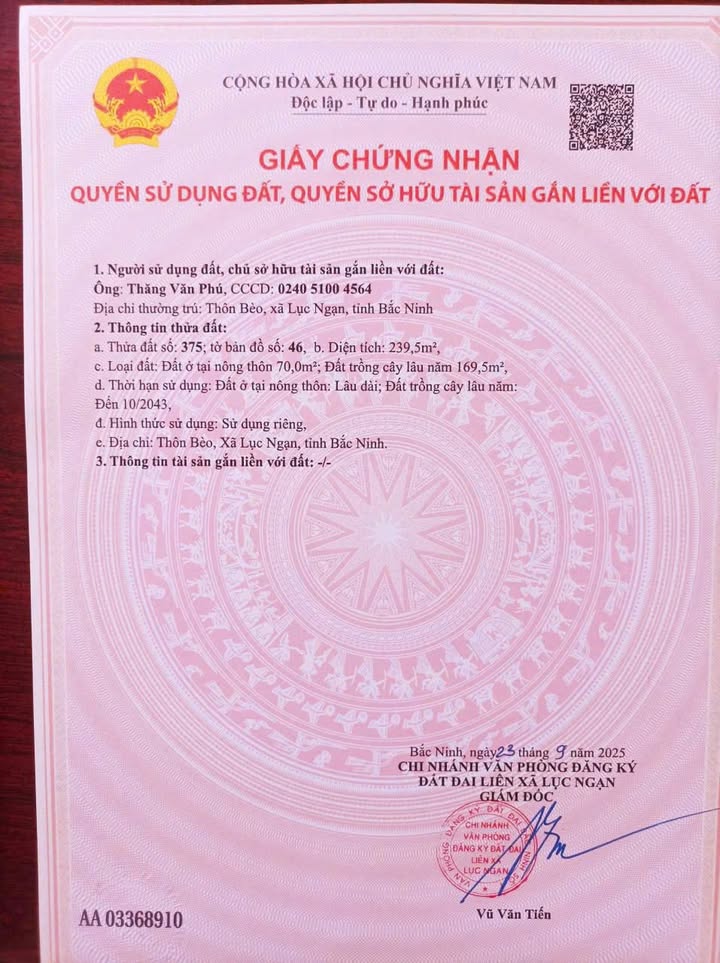 CỘNG HÒA XÃ HỘI CHỦ NGHĨA VIỆT NAM
Độc lập - Tự do - Hạnh phúc
GIẤY CHỨNG NHẬN
QUYỀN SỬ DỤNG ĐẤT, QUYỀN SỞ HỮU TÀI SẢN GẮN LIỀN VỚI ĐẤT
1. Người sử dụng đất, chủ sở hữu tài sản gắn liền với đất:
Ông: Thăng Văn Phú, CCCD: 0240 5100 4564
Địa chỉ thường trú: Thôn Bèo, xã Lục Ngạn, tỉnh Bắc Ninh
2. Thông tin thửa đất:
a. Thửa đất số: 375; tờ bản đồ số: 46, b. Diện tích: 239,5m²,
c. Loại đất: Đất ở tại nông thôn 70,0m²; Đất trồng cây lâu năm 169,5m²,
d. Thời hạn sử dụng: Đất ở tại nông thôn: Lâu dài; Đất trồng cây lâu năm:
Đến 10/2043,
đ. Hình thức sử dụng: Sử dụng riêng,
e. Địa chỉ: Thôn Bèo, Xã Lục Ngạn, tỉnh Bắc Ninh.
3. Thông tin tài sản gắn liền với đất: -/-
Bắc Ninh, ngày 23 tháng 9 năm 2025
CHI NHÁNH VĂN PHÒNG ĐĂNG KÝ
ĐẤT ĐAI LIÊN XÃ LỤC NGẠN
GIÁM ĐỐC
VĂN PHÒNG ĐĂNG KÝ ĐẤT ĐAI BẮC NINH
CHI NHÁNH
VĂN PHÒNG
ĐĂNG KÝ ĐẤT ĐAI
LIÊN XÃ
LỤC NGẠN
Vũ Văn Tiến
AA 03368910